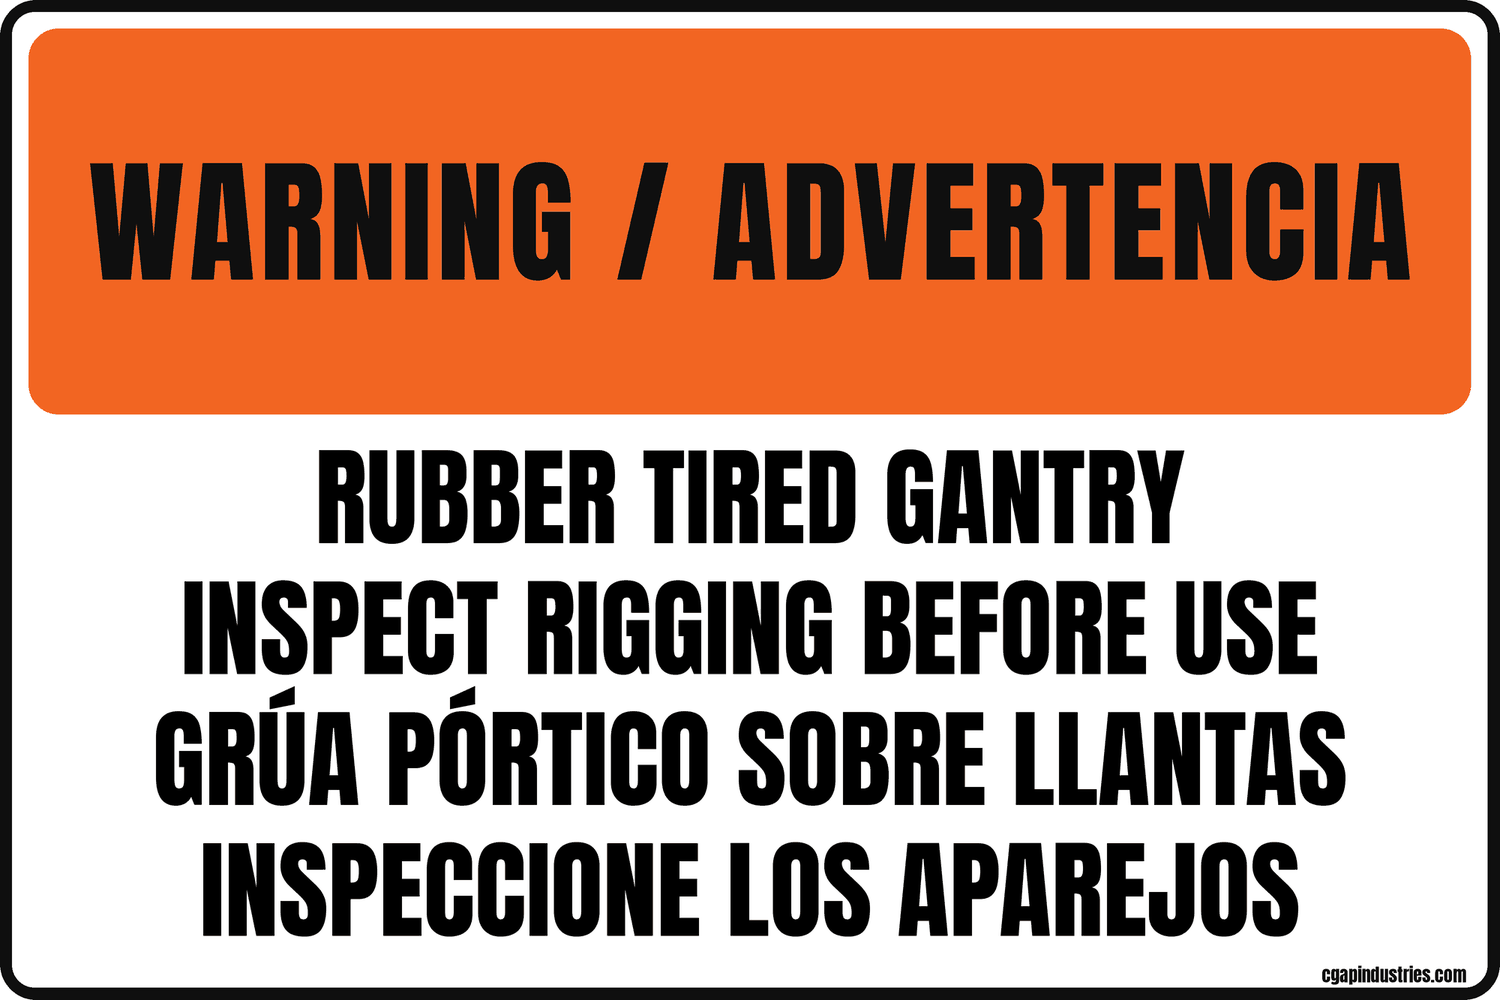 WARNING / ADVERTENCIA
RUBBER TIRED GANTRY
INSPECT RIGGING BEFORE USE
GRÚA PÓRTICO SOBRE LLANTAS
INSPECCIONE LOS APAREJOS
cgapindustries.com